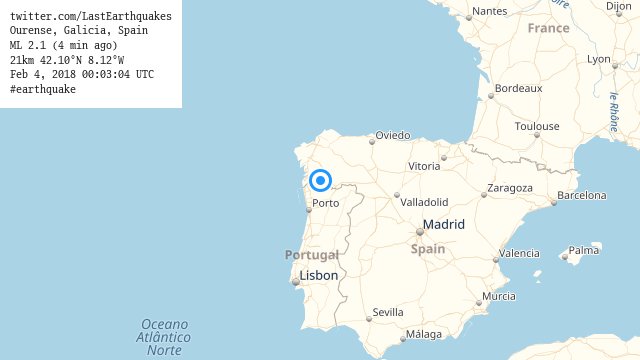 twitter.com/LastEarthquakes
Ourense, Galicia, Spain
ML 2.1 (4 min ago)
21km 42.10°N 8.12°W
Feb 4, 2018 00:03:04 UTC
#earthquake
Nantes
Dijon
France
Lyon
le Rhône
Bordeaux
Toulouse
Oviedo
Vitoria
Zaragoza
Barcelona
Valladolid
Porto
Madrid
Spain
Portugal
Lisbon
Valencia
Palma
Murcia
Sevilla
Málaga
Oceano
Atlântico
Norte